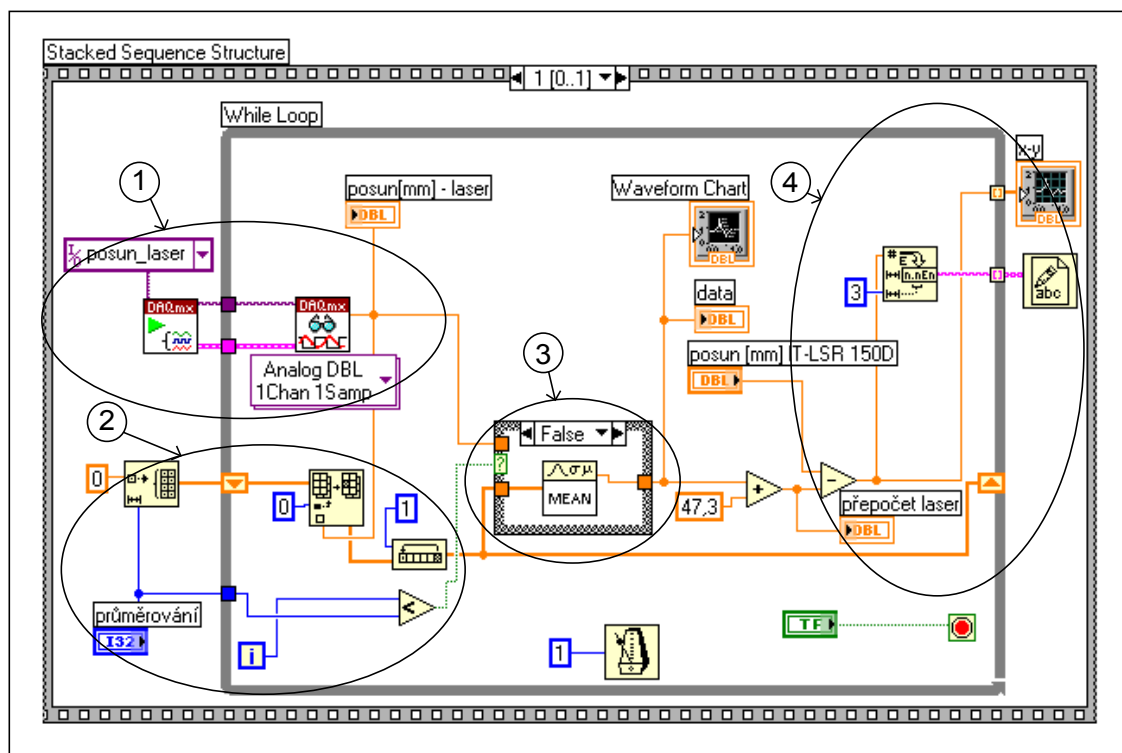 Stacked Sequence Structure
1 [0..1]
While Loop
1
posun[mm] - laser
DBL
I/O posun_laser
DAQmx
DAQmx
Analog DBL
1Chan 1Samp
Waveform Chart
DBL
data
DBL
posun [mm] (T-LSR 150D
DBL
4
x-y
DBL
# n.nEn
3
abc
2
0
0
1
průměrování
I32
i
<
3
False
?
MEAN
47,3
+
-
přepočet laser
DBL
1
TF